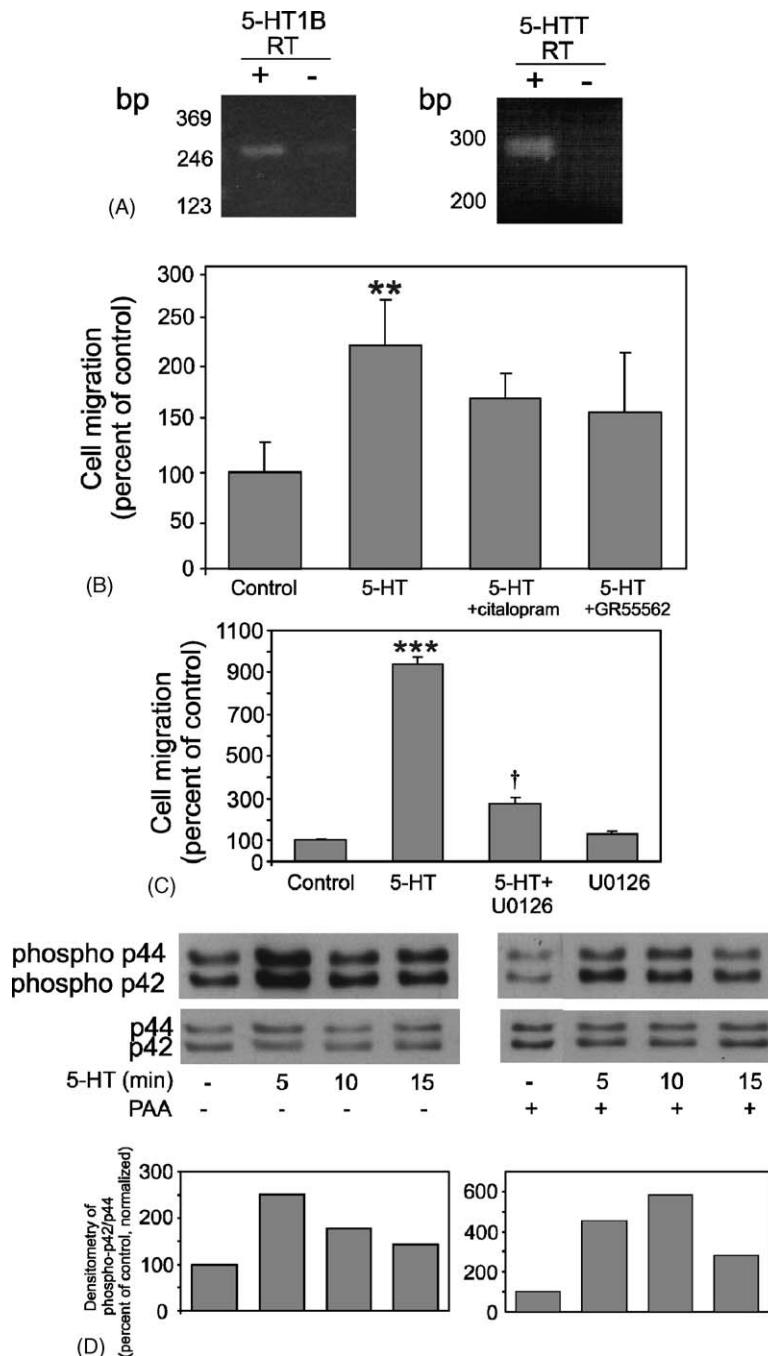 5-HT1B
RT
+ -
bp
369
246
123
5-HTT
RT
+ -
bp
300
200
(A)
Cell migration
(percent of control)
300
250
200
150
100
50
0
**
Control 5-HT 5-HT +citalopram 5-HT +GR55562
(B)
Cell migration
(percent of control)
1100
900
700
500
300
100
0
***
†
Control 5-HT 5-HT+ U0126 U0126
(C)
phospho p44
phospho p42
p44
p42
5-HT (min) - 5 10 15 - 5 10 15
PAA - - - - + + + +
Densitometry of
phospho-p42/p44
(percent of control, normalized)
300
200
100
0
600
400
200
0
(D)